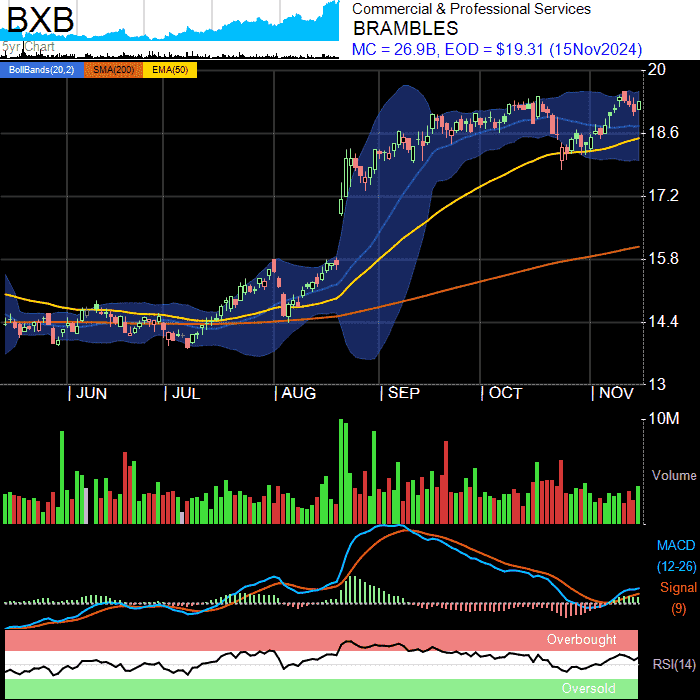 BXB
5yr Chart
Commercial & Professional Services
BRAMBLES
MC = 26.9B, EOD = $19.31 (15Nov2024)
BollBands(20,2) SMA(200) EMA(50)
20
18.6
17.2
15.8
14.4
13
JUN JUL AUG SEP OCT NOV
10M
Volume
MACD
(12-26)
Signal
(9)
Overbought
RSI(14)
Oversold